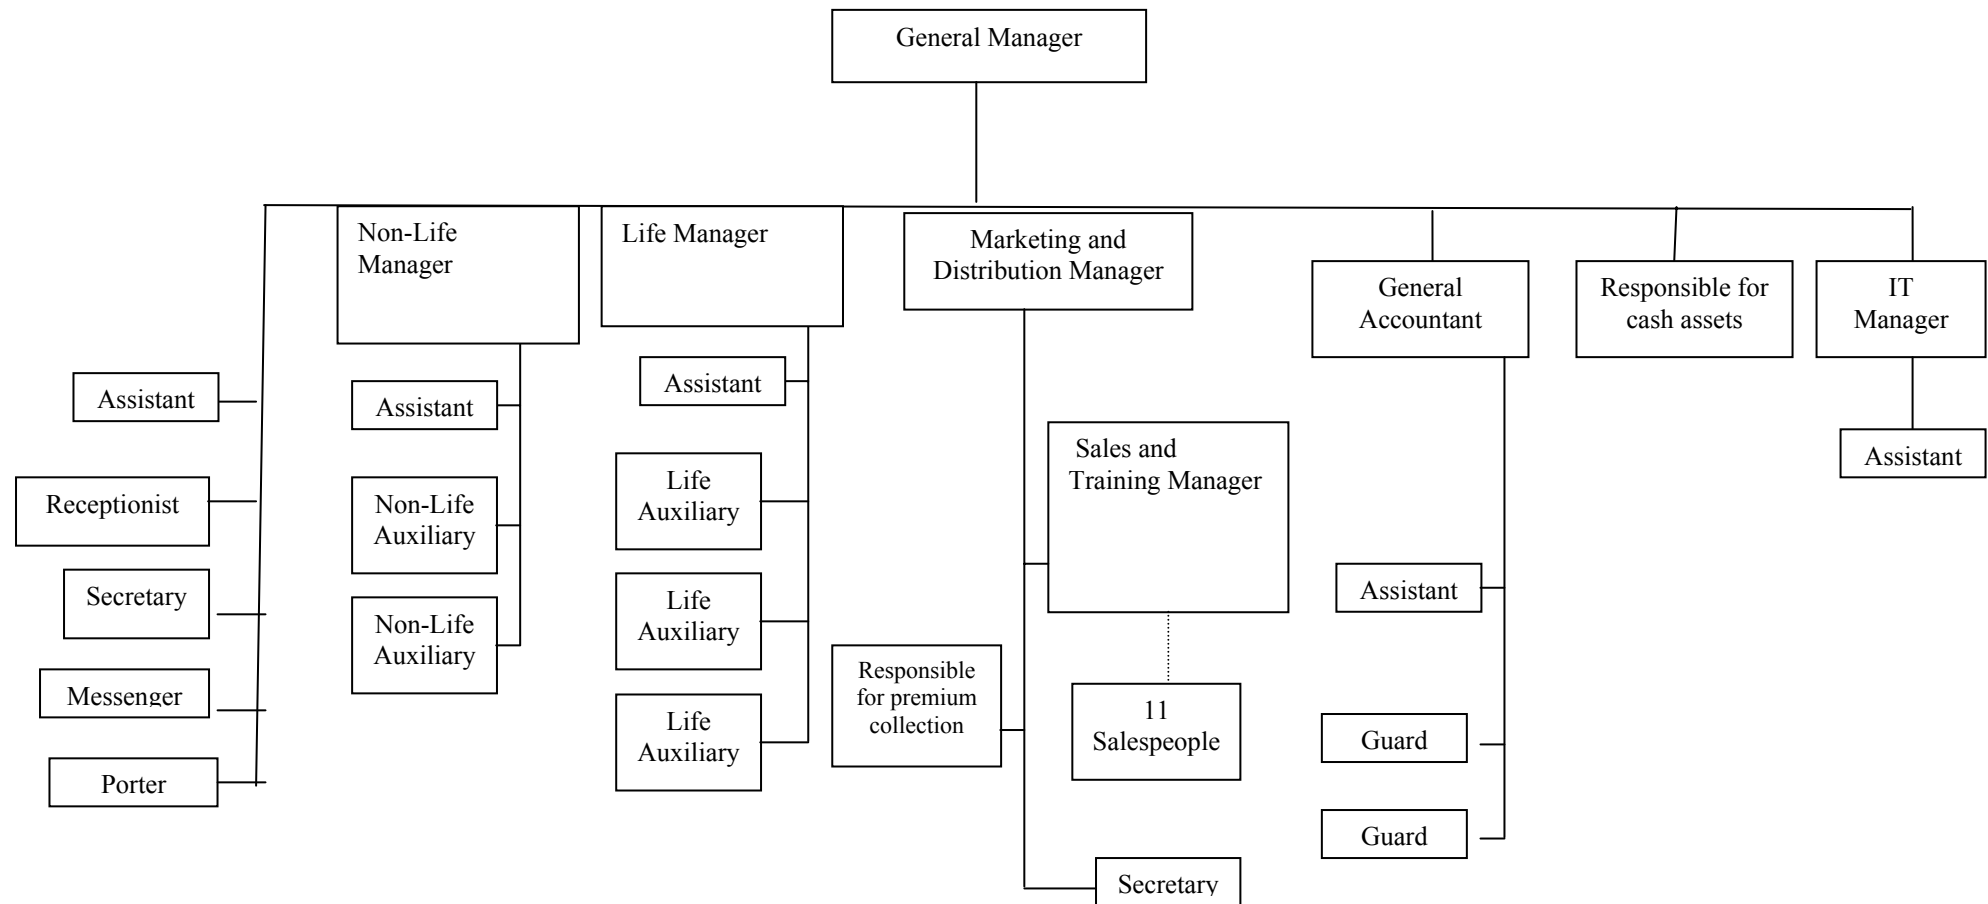 General Manager
Non-Life
Manager
Life Manager
Marketing and
Distribution Manager
General
Accountant
Responsible for
cash assets
IT
Manager
Assistant
Receptionist
Secretary
Messenger
Porter
Assistant
Non-Life
Auxiliary
Non-Life
Auxiliary
Assistant
Life
Auxiliary
Life
Auxiliary
Life
Auxiliary
Sales and
Training Manager
Responsible
for premium
collection
11
Salespeople
Secretary
Assistant
Guard
Guard
Assistant